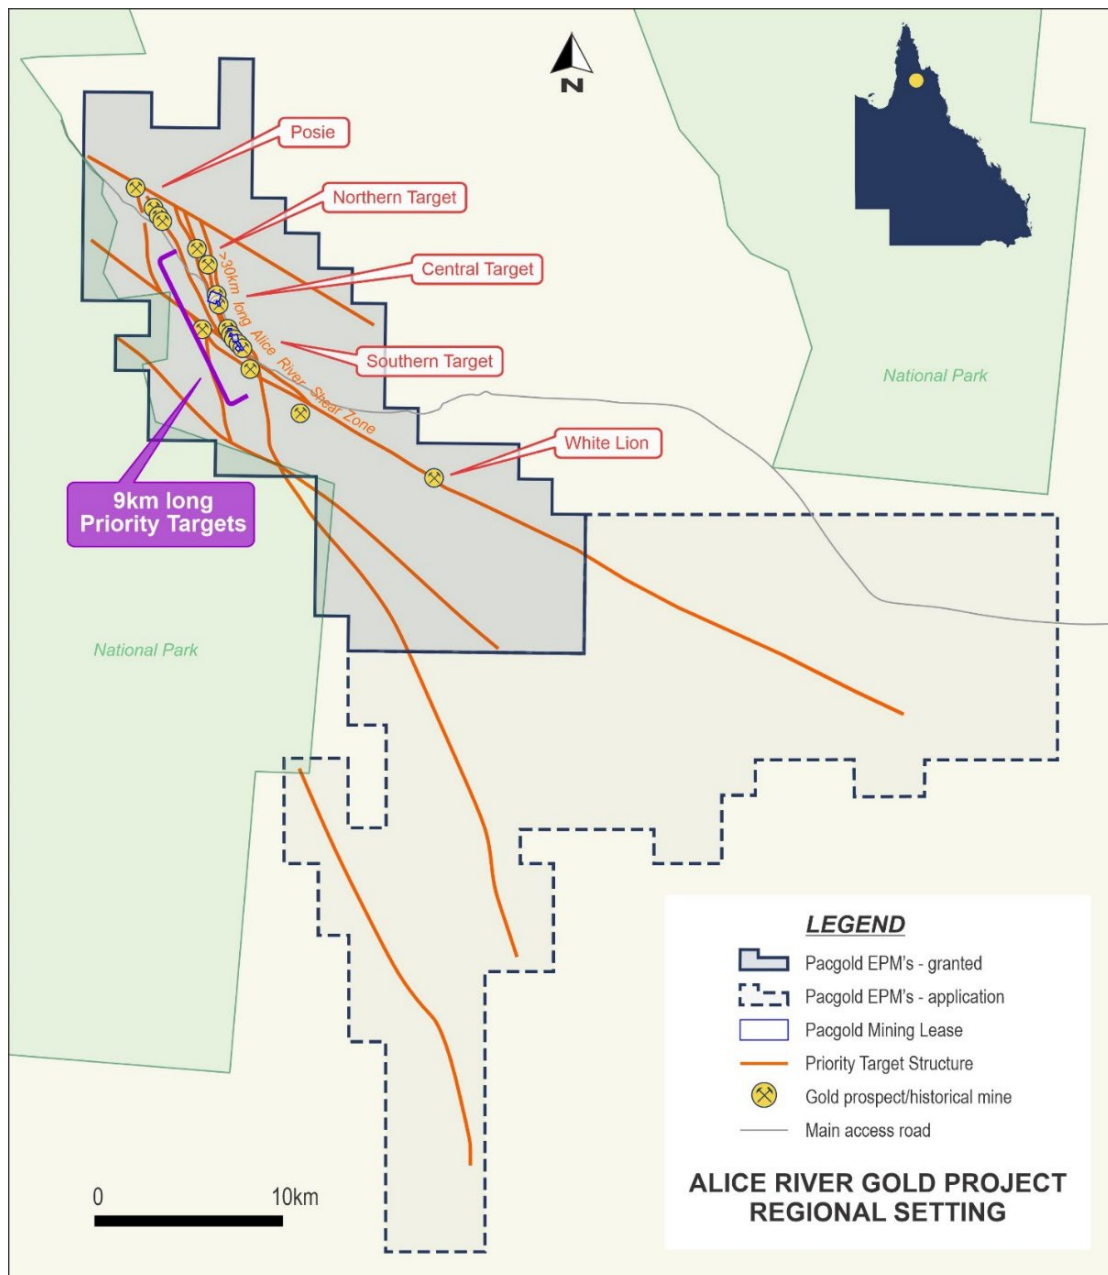 N
Posie
Northern Target
Central Target
Southern Target
White Lion
>30km long Alice River Shear Zone
National Park
9km long
Priority Targets
National Park
0 10km
LEGEND
Pacgold EPM's - granted
Pacgold EPM's - application
Pacgold Mining Lease
Priority Target Structure
Gold prospect/historical mine
Main access road
ALICE RIVER GOLD PROJECT
REGIONAL SETTING